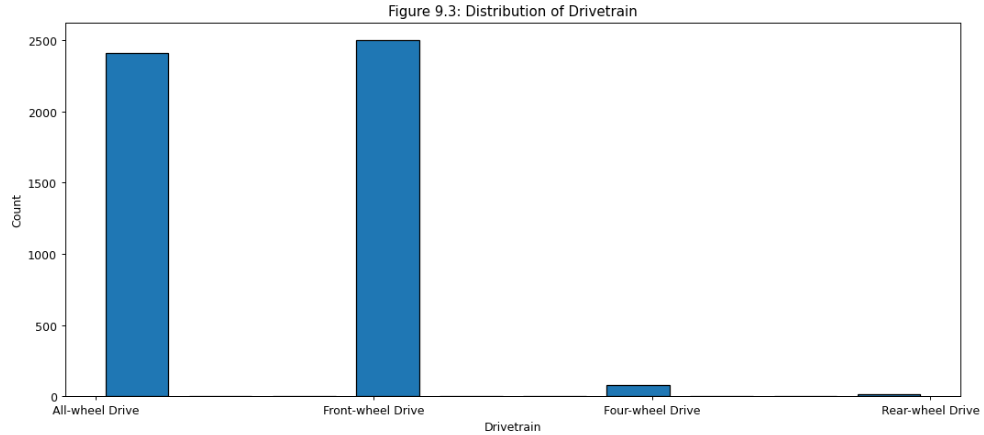 Figure 9.3: Distribution of Drivetrain
2500
2000
1500
1000
500
0
Count
All-wheel Drive Front-wheel Drive Four-wheel Drive Rear-wheel Drive
Drivetrain